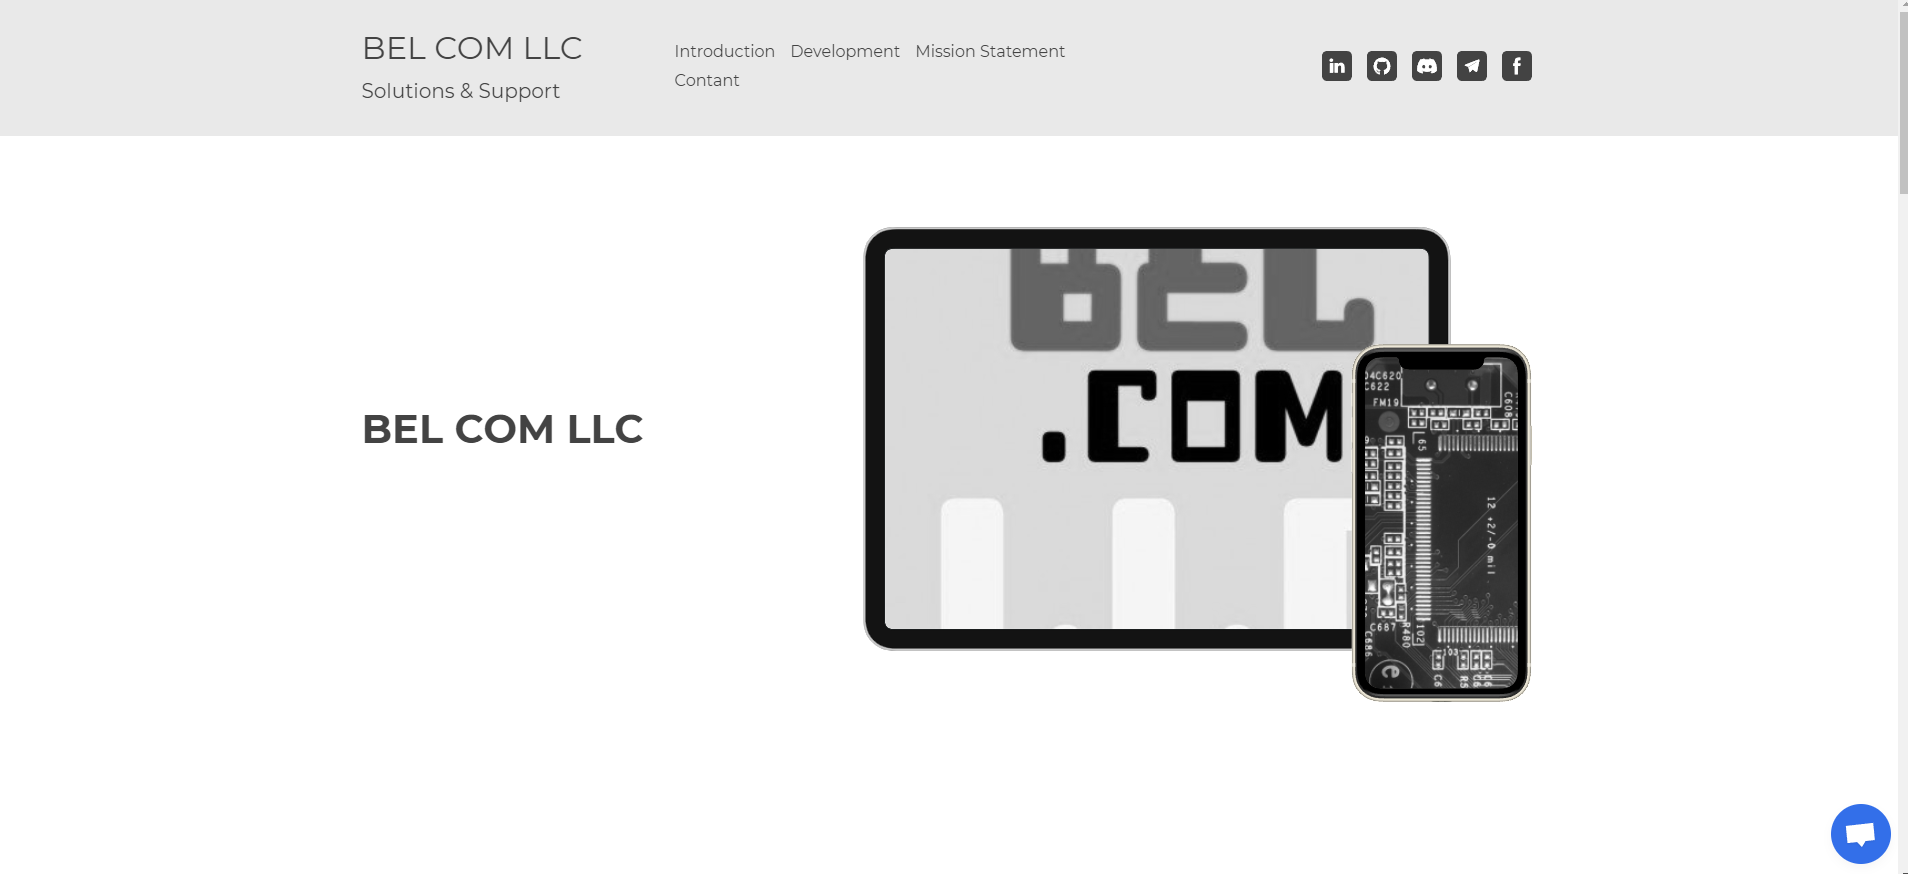 BEL COM LLC
Solutions & Support
Introduction Development Mission Statement
Contant
BEL COM LLC
BEL
.COM
04C620
C622
FM19
C608
65
12 +2/-0 mil
C687
R480
102
C686
103
C6
R5
C6
C6
e